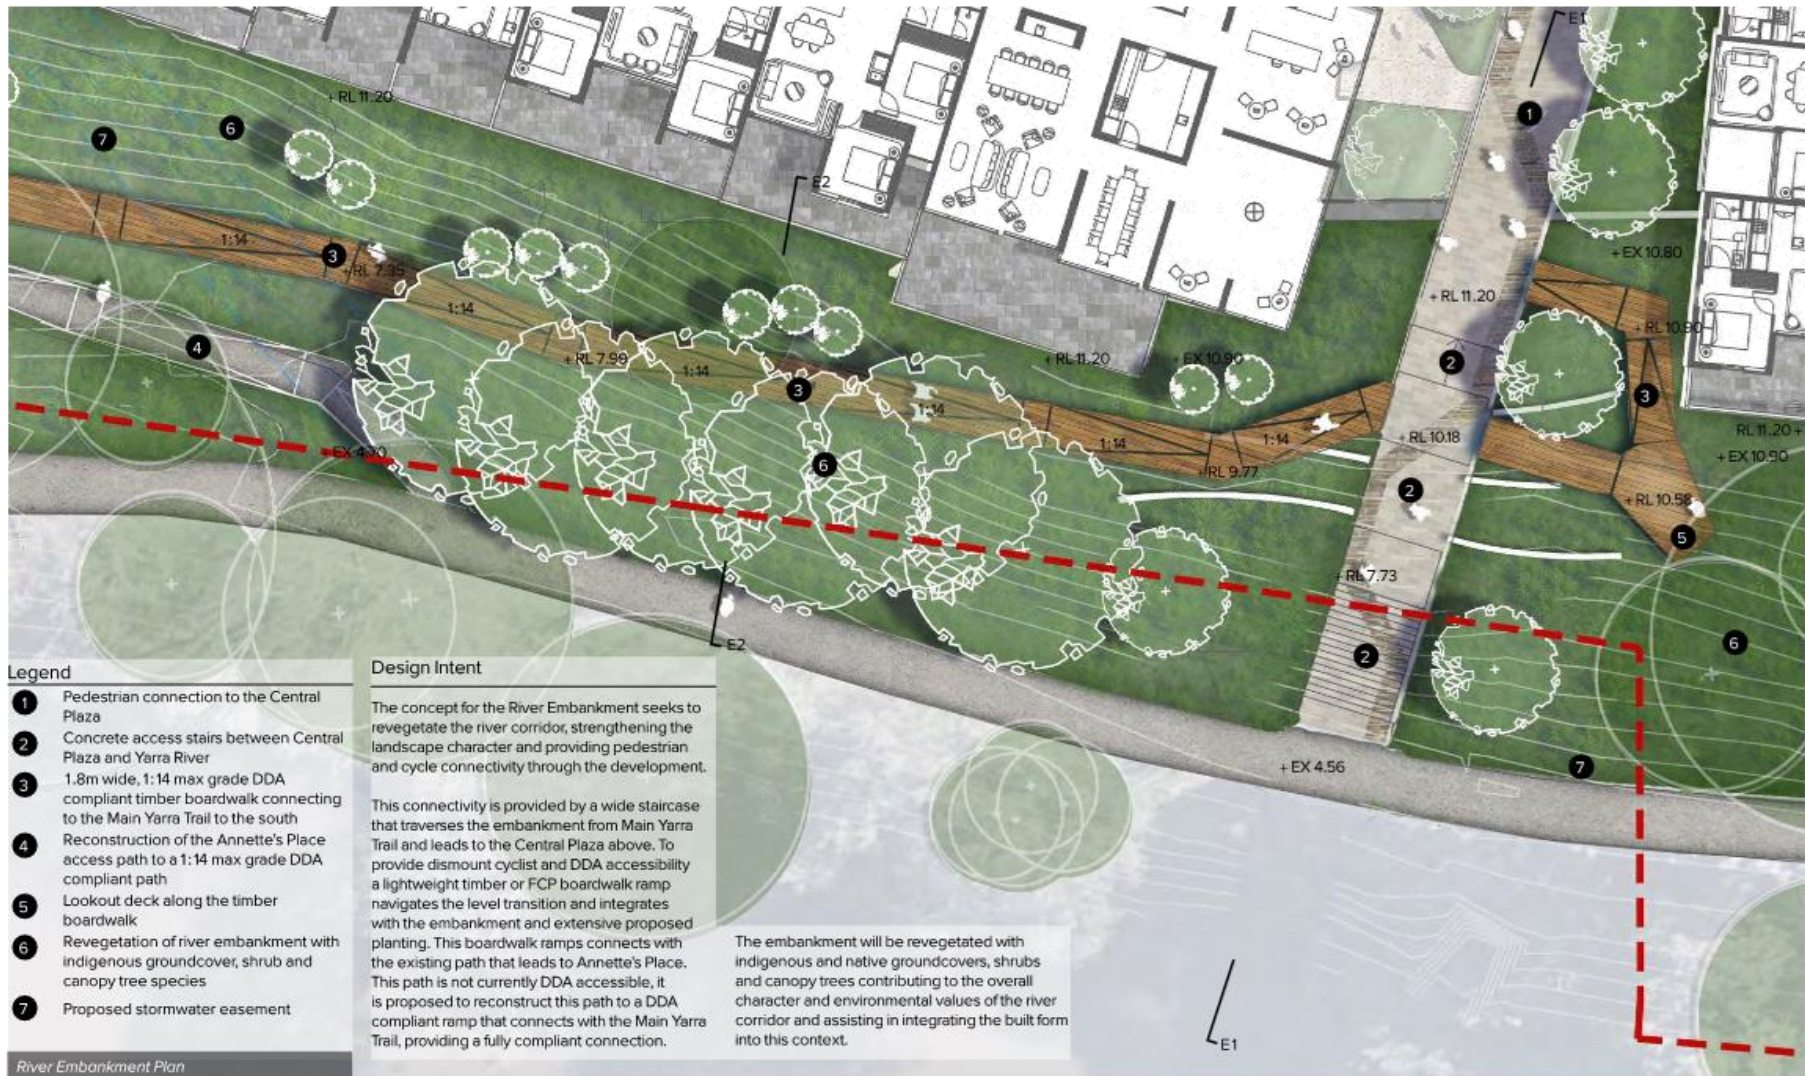 E1
+ RL 11.20
1
6
7
E2
1:14
3
+ RL 7.35
+ EX 10.80
+ RL 11.20
1:14
+ RL 10.90
4
+ RL 7.99
1:14
+ RL 11.20
+ EX 10.90
2
3
1:14
3
1:14
1:14
+ RL 10.18
RL 11.20 +
+ EX 4.70
6
+ RL 9.77
+ EX 10.90
2
+ RL 10.58
5
+ RL 7.73
E2
2
6
+ EX 4.56
7
Legend
1 Pedestrian connection to the Central
Plaza
2 Concrete access stairs between Central
Plaza and Yarra River
3 1.8m wide, 1:14 max grade DDA
compliant timber boardwalk connecting
to the Main Yarra Trail to the south
4 Reconstruction of the Annette's Place
access path to a 1:14 max grade DDA
compliant path
5 Lookout deck along the timber
boardwalk
6 Revegetation of river embankment with
indigenous groundcover, shrub and
canopy tree species
7 Proposed stormwater easement
River Embankment Plan
Design Intent
The concept for the River Embankment seeks to
revegetate the river corridor, strengthening the
landscape character and providing pedestrian
and cycle connectivity through the development.
This connectivity is provided by a wide staircase
that traverses the embankment from Main Yarra
Trail and leads to the Central Plaza above. To
provide dismount cyclist and DDA accessibility
a lightweight timber or FCP boardwalk ramp
navigates the level transition and integrates
with the embankment and extensive proposed
planting. This boardwalk ramps connects with
the existing path that leads to Annette's Place.
This path is not currently DDA accessible, it
is proposed to reconstruct this path to a DDA
compliant ramp that connects with the Main Yarra
Trail, providing a fully compliant connection.
The embankment will be revegetated with
indigenous and native groundcovers, shrubs
and canopy trees contributing to the overall
character and environmental values of the river
corridor and assisting in integrating the built form
into this context.
E1